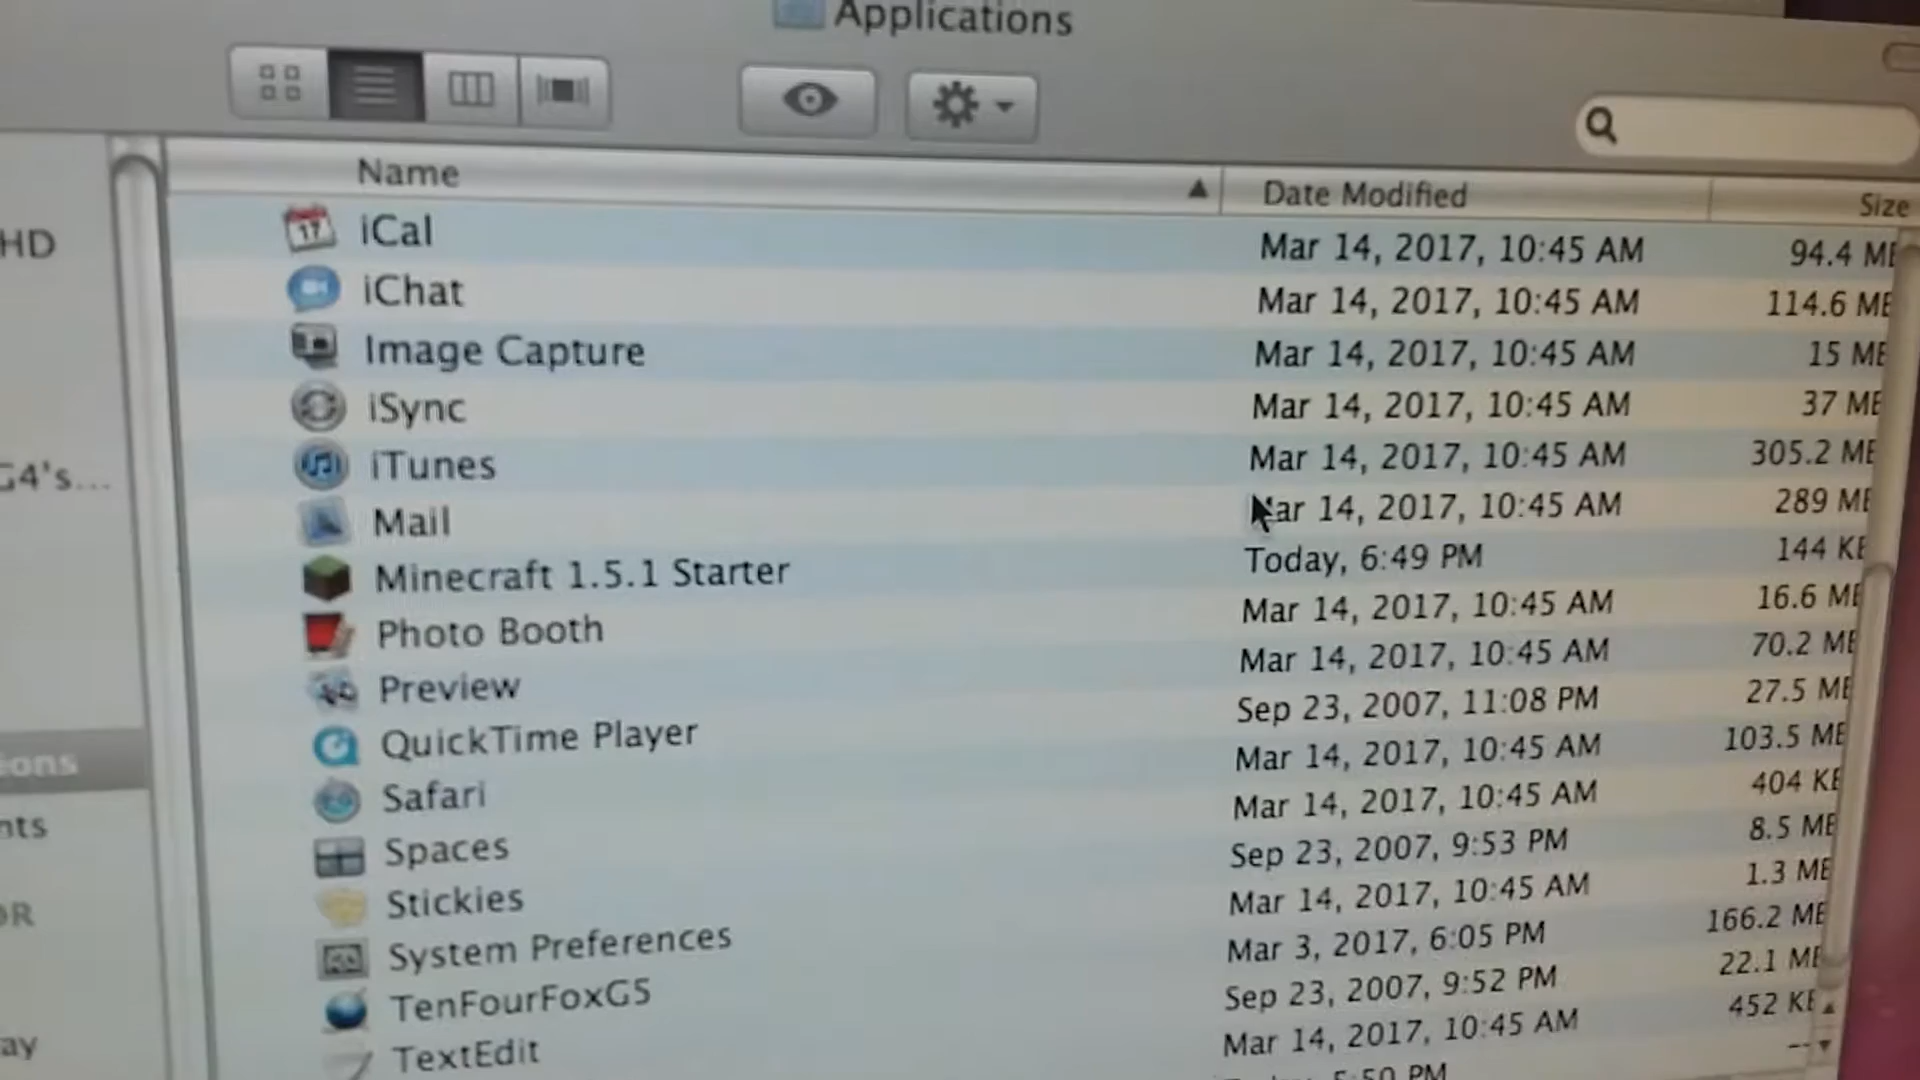 Applications
Name Date Modified Size
iCal Mar 14, 2017, 10:45 AM 94.4 MB
iChat Mar 14, 2017, 10:45 AM 114.6 MB
Image Capture Mar 14, 2017, 10:45 AM 15 MB
iSync Mar 14, 2017, 10:45 AM 37 MB
iTunes Mar 14, 2017, 10:45 AM 305.2 MB
Mail Mar 14, 2017, 10:45 AM 289 MB
Minecraft 1.5.1 Starter Today, 6:49 PM 144 KB
Photo Booth Mar 14, 2017, 10:45 AM 16.6 MB
Preview Mar 14, 2017, 10:45 AM 70.2 MB
QuickTime Player Sep 23, 2007, 11:08 PM 27.5 MB
Safari Mar 14, 2017, 10:45 AM 103.5 MB
Spaces Mar 14, 2017, 10:45 AM 404 KB
Stickies Sep 23, 2007, 9:53 PM 8.5 MB
System Preferences Mar 14, 2017, 10:45 AM 1.3 MB
TenFourFoxG5 Mar 3, 2017, 6:05 PM 166.2 MB
TextEdit Sep 23, 2007, 9:52 PM 22.1 MB
Mar 14, 2017, 10:45 AM 452 KB
5:50 PM --
HD
G4's...
ions
nts
OR
ay
17